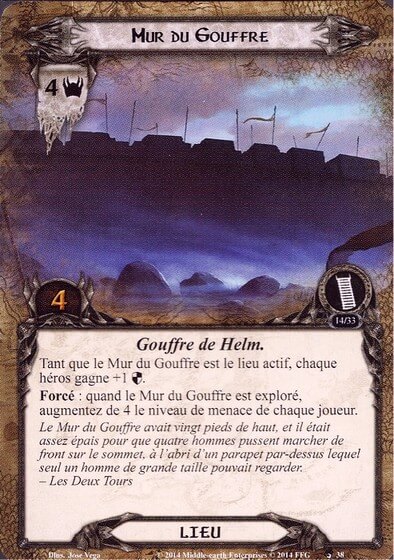 MUR DU GOUFFRE
4
4
14/33
Gouffre de Helm.
Tant que le Mur du Gouffre est le lieu actif, chaque
héros gagne +1
Forcé : quand le Mur du Gouffre est exploré,
augmentez de 4 le niveau de menace de chaque joueur.
Le Mur du Gouffre avait vingt pieds de haut, et il était
assez épais pour que quatre hommes pussent marcher de
front sur le sommet, à l'abri d'un parapet par-dessus lequel
seul un homme de grande taille pouvait regarder.
– Les Deux Tours
LIEU
Illus. Jose Vega
© 2014 Middle-earth Enterprises © 2014 FFG
38